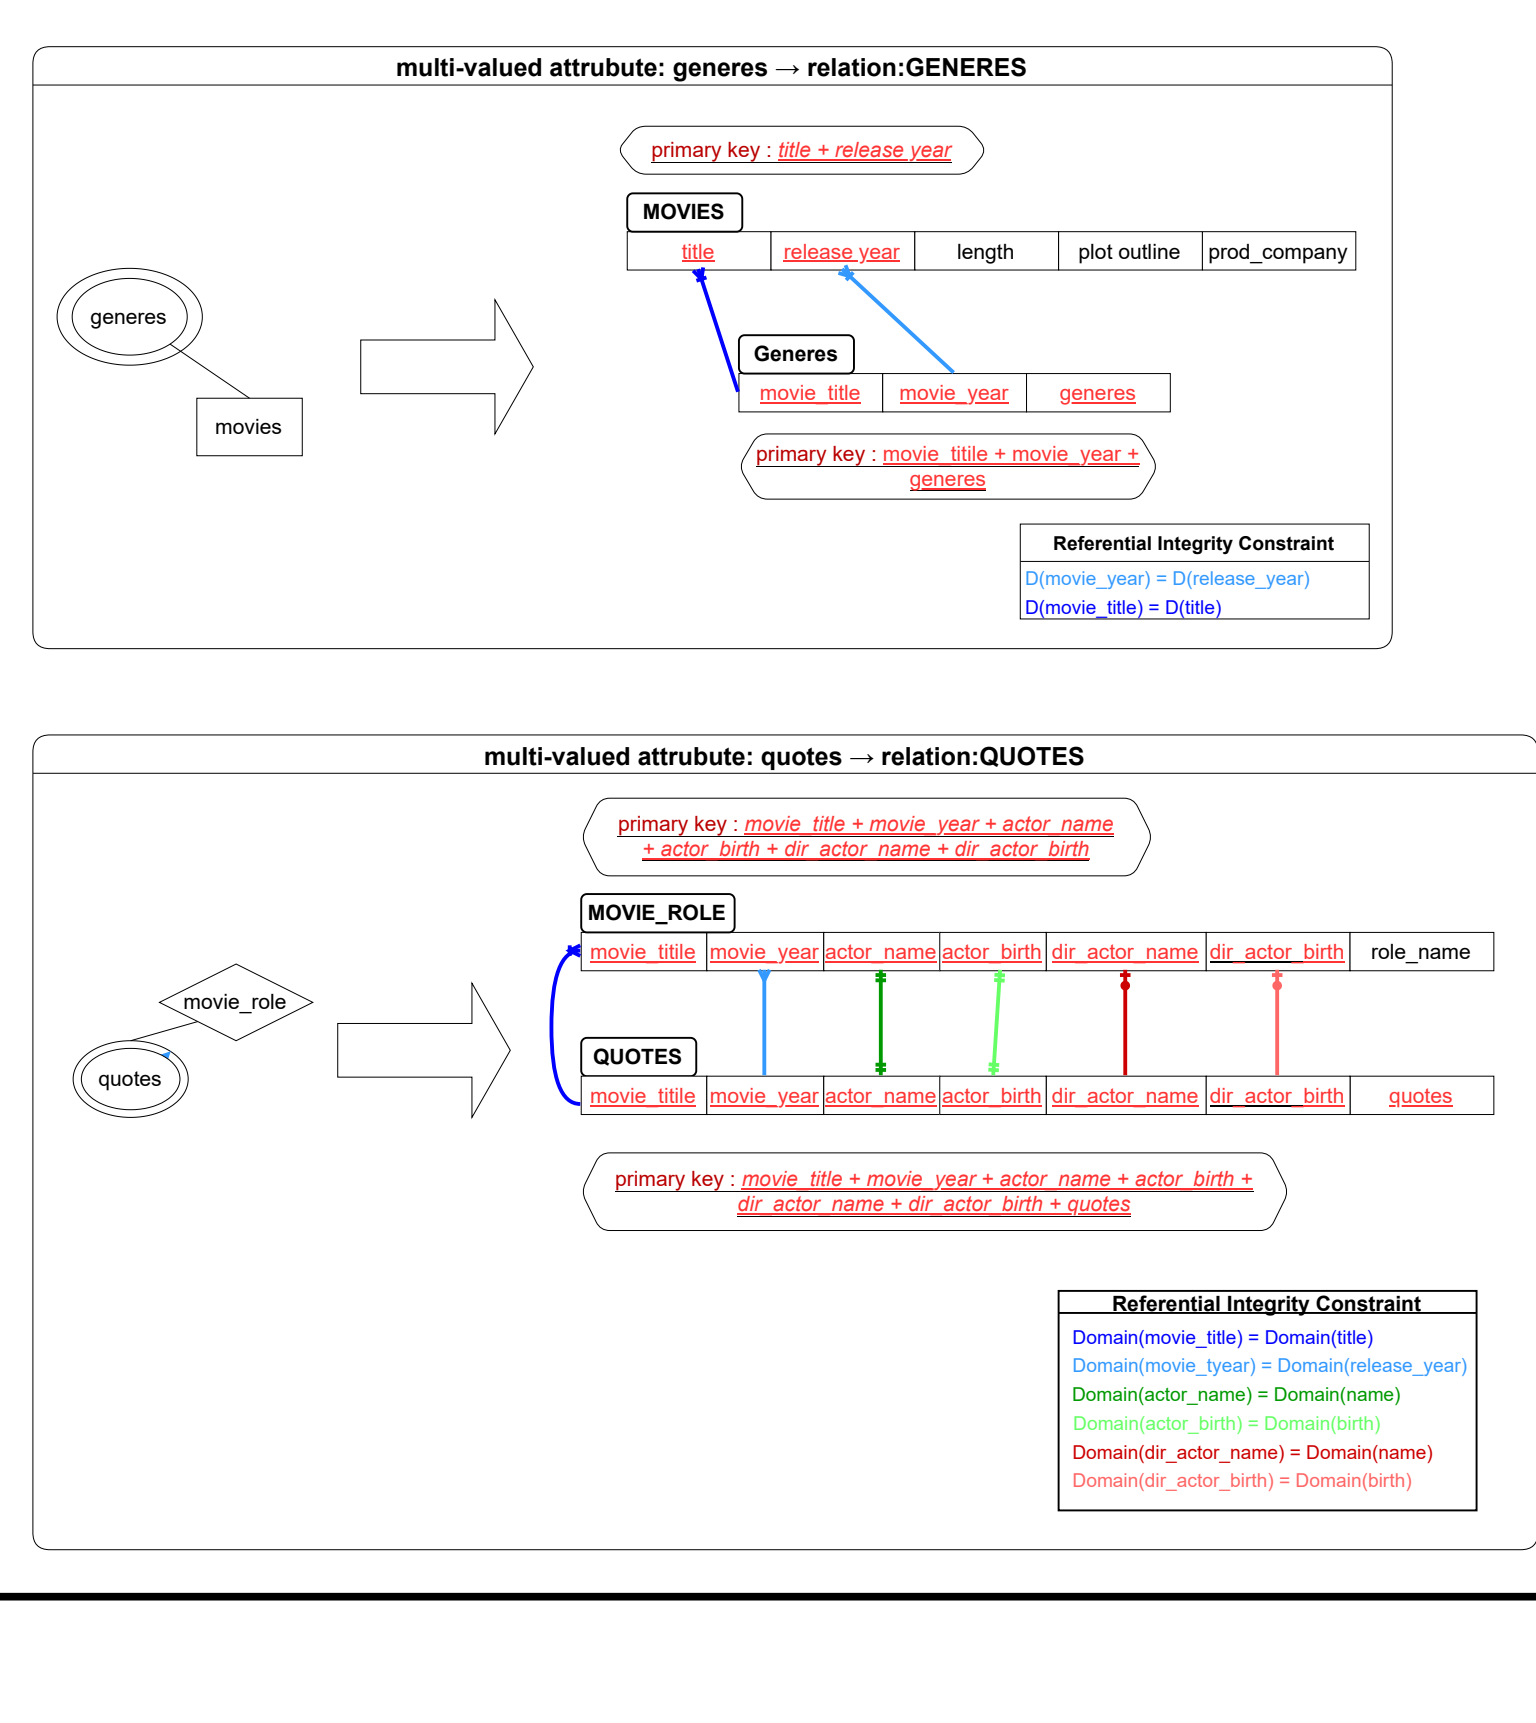 multi-valued attrubute: generes → relation:GENERES
primary key : title + release year
MOVIES
title release year length plot outline prod_company
generes
movies
Generes
movie_title movie_year generes
primary key : movie_titile + movie_year +
generes
Referential Integrity Constraint
D(movie_year) = D(release_year)
D(movie_title) = D(title)
multi-valued attrubute: quotes → relation:QUOTES
primary key : movie_title + movie_year + actor_name
+ actor_birth + dir_actor_name + dir_actor_birth
MOVIE_ROLE
movie_titile movie_year actor_name actor_birth dir_actor_name dir_actor_birth role_name
movie_role
quotes
QUOTES
movie_titile movie_year actor_name actor_birth dir_actor_name dir_actor_birth quotes
primary key : movie_title + movie_year + actor_name + actor_birth +
dir_actor_name + dir_actor_birth + quotes
Referential Integrity Constraint
Domain(movie_title) = Domain(title)
Domain(movie_tyear) = Domain(release_year)
Domain(actor_name) = Domain(name)
Domain(actor_birth) = Domain(birth)
Domain(dir_actor_name) = Domain(name)
Domain(dir_actor_birth) = Domain(birth)